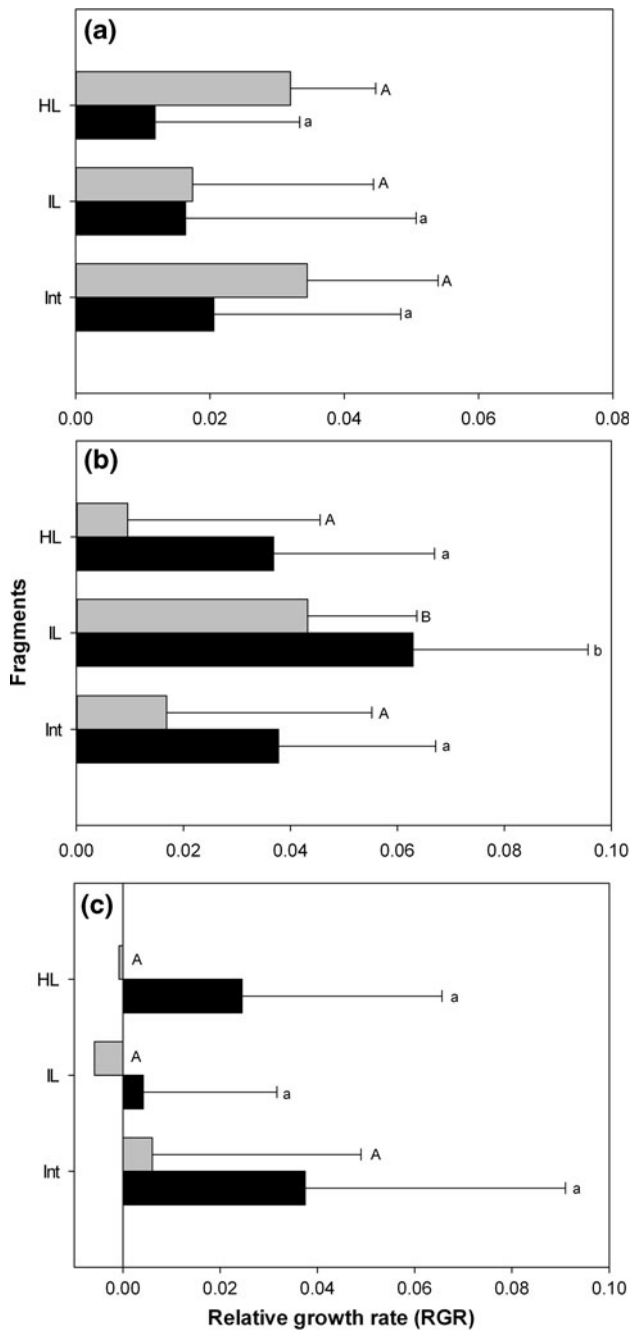 (a)
HL
A
a
IL
A
a
Int
A
a
0.00 0.02 0.04 0.06 0.08
(b)
HL
A
a
IL
B
b
Int
A
a
0.00 0.02 0.04 0.06 0.08 0.10
Fragments
(c)
HL
A
a
IL
A
a
Int
A
a
0.00 0.02 0.04 0.06 0.08 0.10
Relative growth rate (RGR)